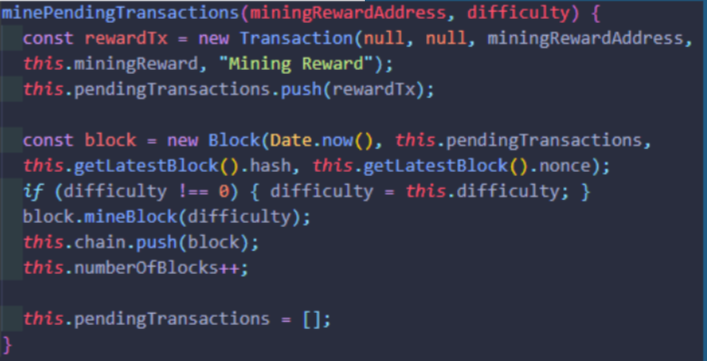 minePendingTransactions(miningRewardAddress, difficulty) {
const rewardTx = new Transaction(null, null, miningRewardAddress,
this.miningReward, "Mining Reward");
this.pendingTransactions.push(rewardTx);
const block = new Block(Date.now(), this.pendingTransactions,
this.getLatestBlock().hash, this.getLatestBlock().nonce);
if (difficulty !== 0) { difficulty = this.difficulty; }
block.mineBlock(difficulty);
this.chain.push(block);
this.numberOfBlocks++;
this.pendingTransactions = [];
}